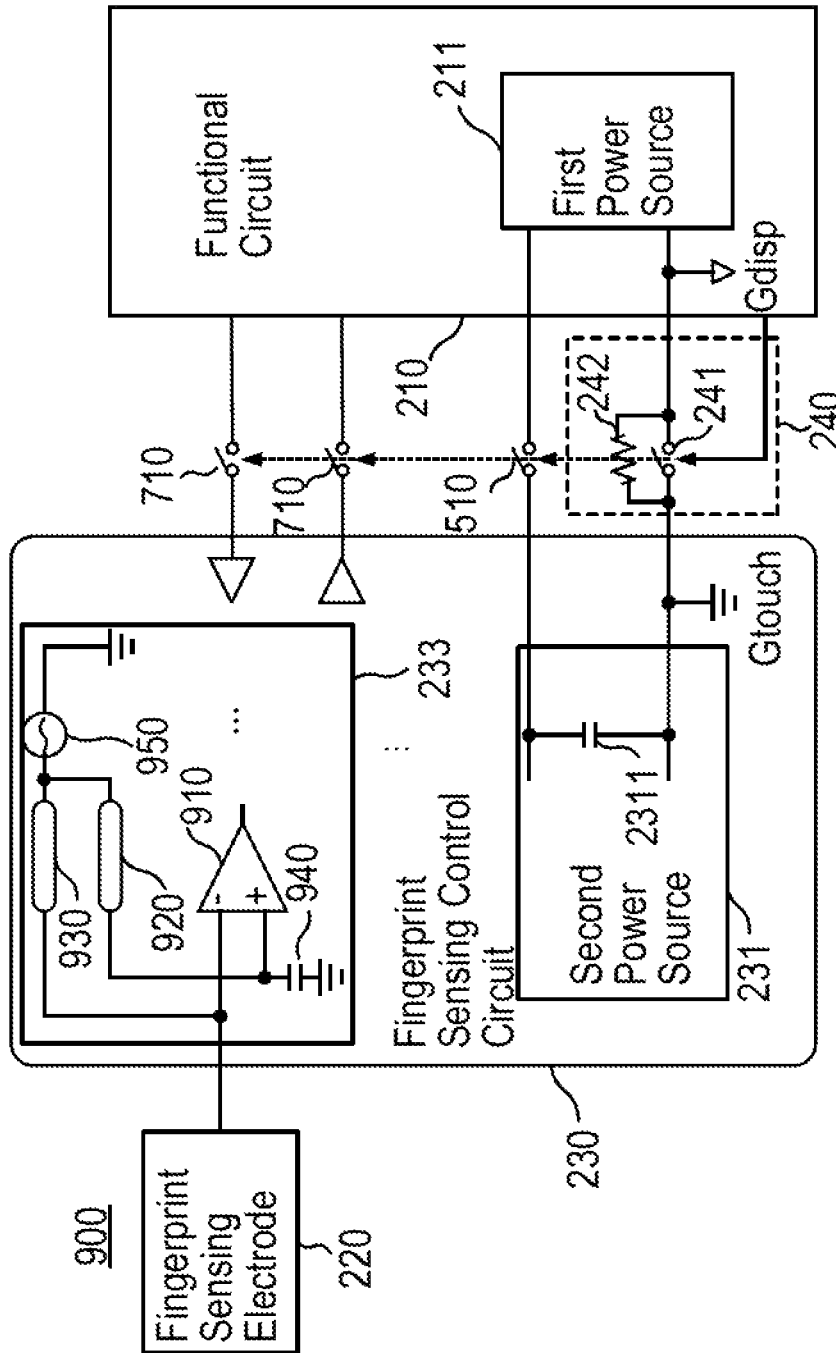 900
Fingerprint
Sensing
Electrode
220
230
930
920
950
910
940
-
+
...
...
233
Fingerprint
Sensing Control
Circuit
Second
Power
Source
231
2311
Gtouch
710
710
510
242
241
240
210
Functional
Circuit
First
Power
Source
211
Gdisp